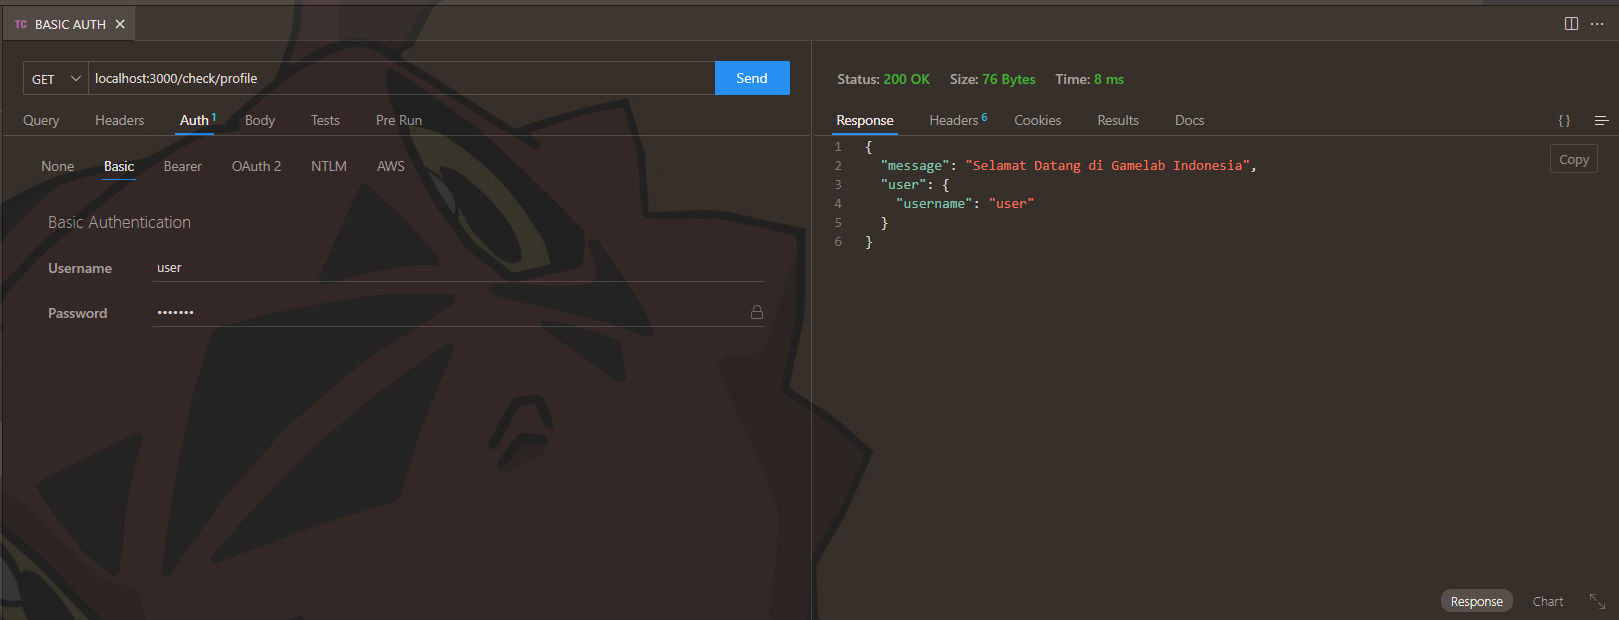 TC BASIC AUTH
GET localhost:3000/check/profile Send
Query Headers Auth 1 Body Tests Pre Run
None Basic Bearer OAuth 2 NTLM AWS
Basic Authentication
Username user
Password •••••••
Status: 200 OK Size: 76 Bytes Time: 8 ms
Response Headers 6 Cookies Results Docs {}
Copy
1 {
2 "message": "Selamat Datang di Gamelab Indonesia",
3 "user": {
4 "username": "user"
5 }
6 }
Response Chart